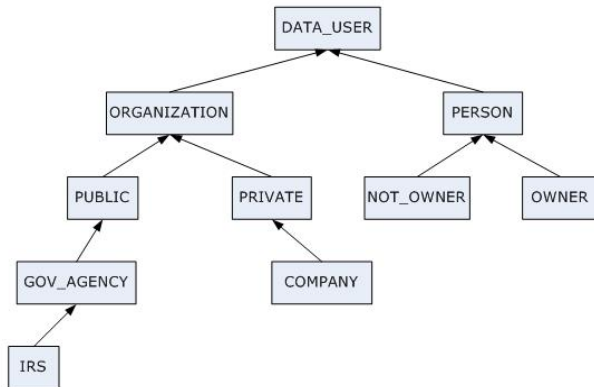 DATA_USER
ORGANIZATION
PERSON
PUBLIC
PRIVATE
NOT_OWNER
OWNER
GOV_AGENCY
COMPANY
IRS